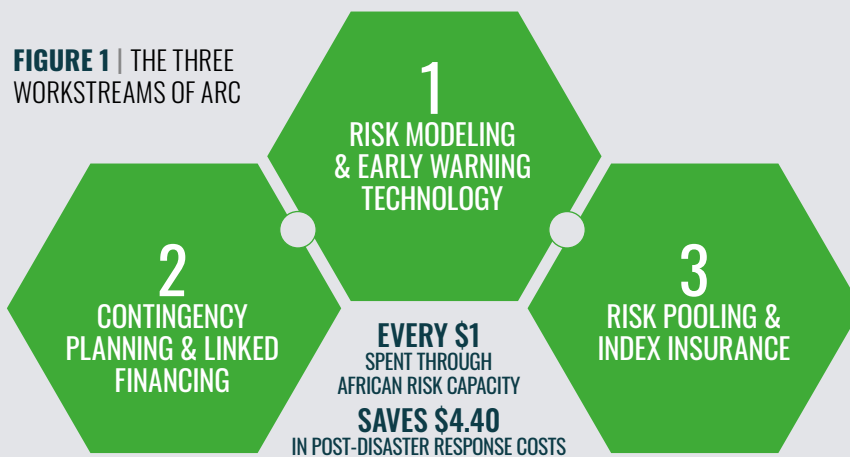 FIGURE 1 | THE THREE
WORKSTREAMS OF ARC
1
RISK MODELING
& EARLY WARNING
TECHNOLOGY
2
CONTINGENCY
PLANNING & LINKED
FINANCING
3
RISK POOLING &
INDEX INSURANCE
EVERY $1
SPENT THROUGH
AFRICAN RISK CAPACITY
SAVES $4.40
IN POST-DISASTER RESPONSE COSTS